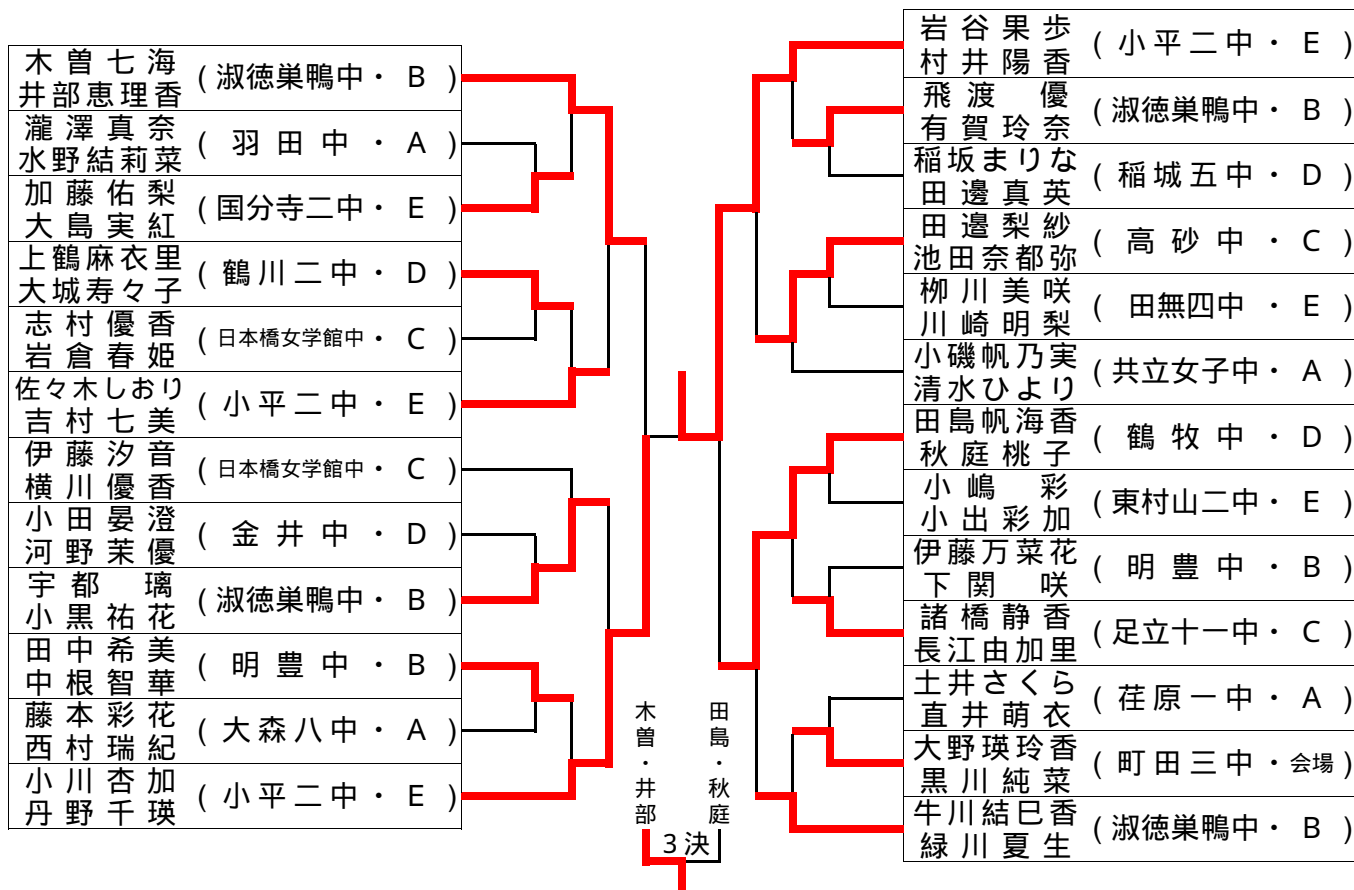 木曽七海
井部恵理香
(淑徳巣鴨中・B)
瀧澤真奈
水野結莉菜
(羽田中・A)
加藤佑梨
大島実紅
(国分寺二中・E)
上鶴麻衣里
大城寿々子
(鶴川二中・D)
志村優香
岩倉春姫
(日本橋女学館中・C)
佐々木しおり
吉村七美
(小平二中・E)
伊藤汐音
横川優香
(日本橋女学館中・C)
小田晏澄
河野茉優
(金井中・D)
宇都璃
小黒祐花
(淑徳巣鴨中・B)
田中希美
中根智華
(明豊中・B)
藤本彩花
西村瑞紀
(大森八中・A)
小川杏加
丹野千瑛
(小平二中・E)
木曽・井部
田島・秋庭
3決
岩谷果歩
村井陽香
(小平二中・E)
飛渡優
有賀玲奈
(淑徳巣鴨中・B)
稲坂まりな
田邊真英
(稲城五中・D)
田邊梨紗
池田奈都弥
(高砂中・C)
栁川美咲
川崎明梨
(田無四中・E)
小磯帆乃実
清水ひより
(共立女子中・A)
田島帆海香
秋庭桃子
(鶴牧中・D)
小嶋彩
小出彩加
(東村山二中・E)
伊藤万菜花
下関咲
(明豊中・B)
諸橋静香
長江由加里
(足立十一中・C)
土井さくら
直井萌衣
(荏原一中・A)
大野瑛玲香
黒川純菜
(町田三中・会場)
牛川結巳香
緑川夏生
(淑徳巣鴨中・B)